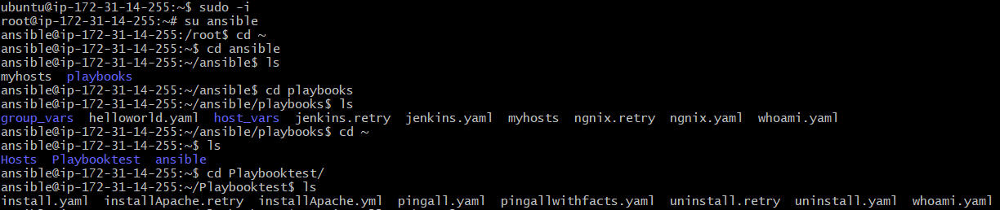 ubuntu@ip-172-31-14-255:~$ sudo -i
root@ip-172-31-14-255:~# su ansible
ansible@ip-172-31-14-255:/root$ cd ~
ansible@ip-172-31-14-255:~$ cd ansible
ansible@ip-172-31-14-255:~/ansible$ ls
myhosts  playbooks
ansible@ip-172-31-14-255:~/ansible$ cd playbooks
ansible@ip-172-31-14-255:~/ansible/playbooks$ ls
group_vars  helloworld.yaml  host_vars  jenkins.retry  jenkins.yaml  myhosts  ngnix.retry  ngnix.yaml  whoami.yaml
ansible@ip-172-31-14-255:~/ansible/playbooks$ cd ~
ansible@ip-172-31-14-255:~$ ls
Hosts  Playbooktest  ansible
ansible@ip-172-31-14-255:~$ cd Playbooktest/
ansible@ip-172-31-14-255:~/Playbooktest$ ls
install.yaml  installApache.retry  installApache.yml  pingall.yaml  pingallwithfacts.yaml  uninstall.retry  uninstall.yaml  whoami.yaml